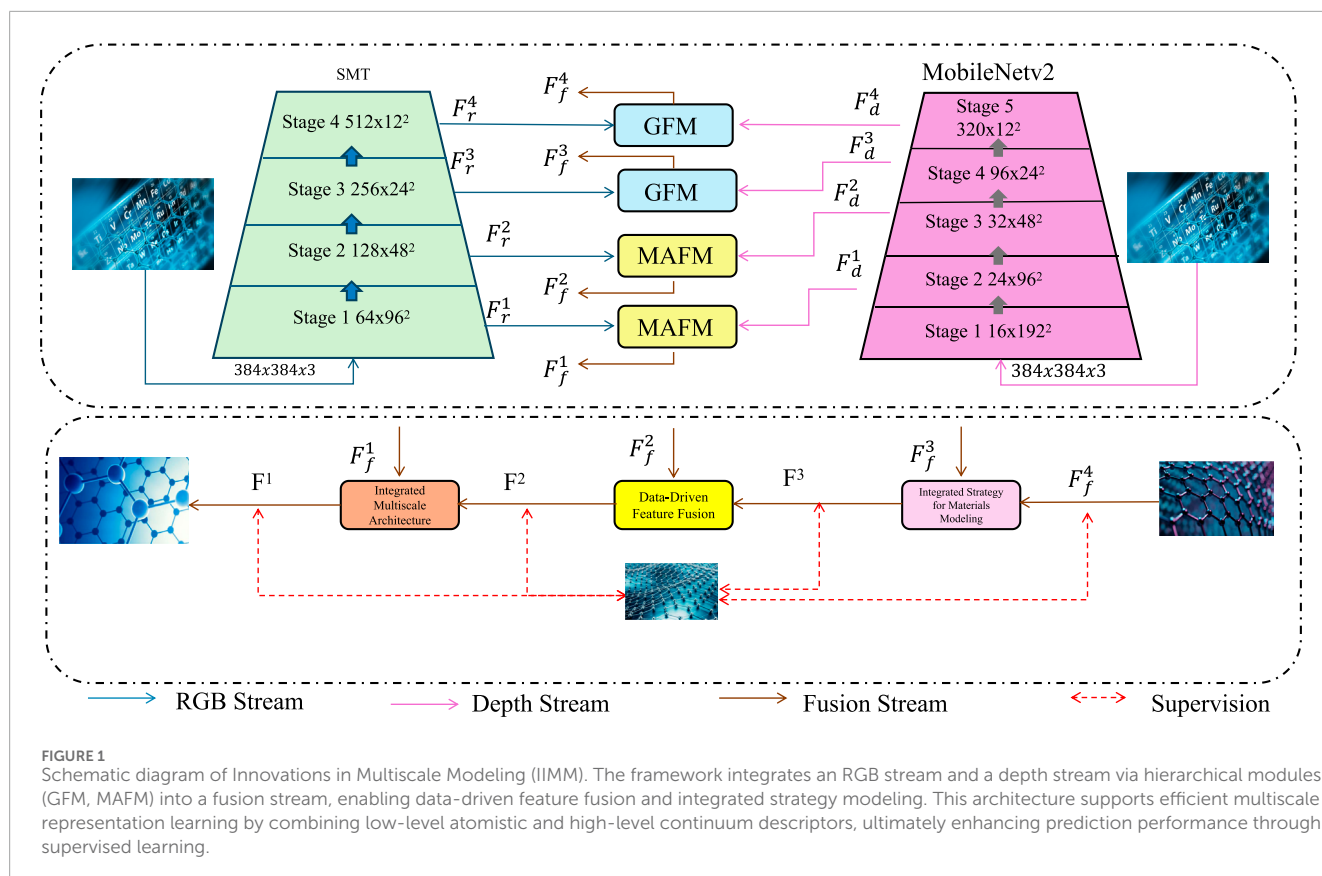 SMT
MobileNetv2
Stage 4 512x12²
Stage 3 256x24²
Stage 2 128x48²
Stage 1 64x96²
384x384x3
F_r^4
F_r^3
F_r^2
F_r^1
F_f^4
GFM
F_f^3
GFM
MAFM
F_f^2
MAFM
F_f^1
F_d^4
F_d^3
F_d^2
F_d^1
Stage 5
320x12²
Stage 4 96x24²
Stage 3 32x48²
Stage 2 24x96²
Stage 1 16x192²
384x384x3
Ti V Cr Mn Fe
F_f^1
F_f^2
F_f^3
F_f^4
F¹
Integrated
Multiscale
Architecture
F²
Data-Driven
Feature Fusion
F³
Integrated Strategy
for Materials
Modeling
RGB Stream
Depth Stream
Fusion Stream
Supervision
FIGURE 1
Schematic diagram of Innovations in Multiscale Modeling (IIMM). The framework integrates an RGB stream and a depth stream via hierarchical modules
(GFM, MAFM) into a fusion stream, enabling data-driven feature fusion and integrated strategy modeling. This architecture supports efficient multiscale
representation learning by combining low-level atomistic and high-level continuum descriptors, ultimately enhancing prediction performance through
supervised learning.